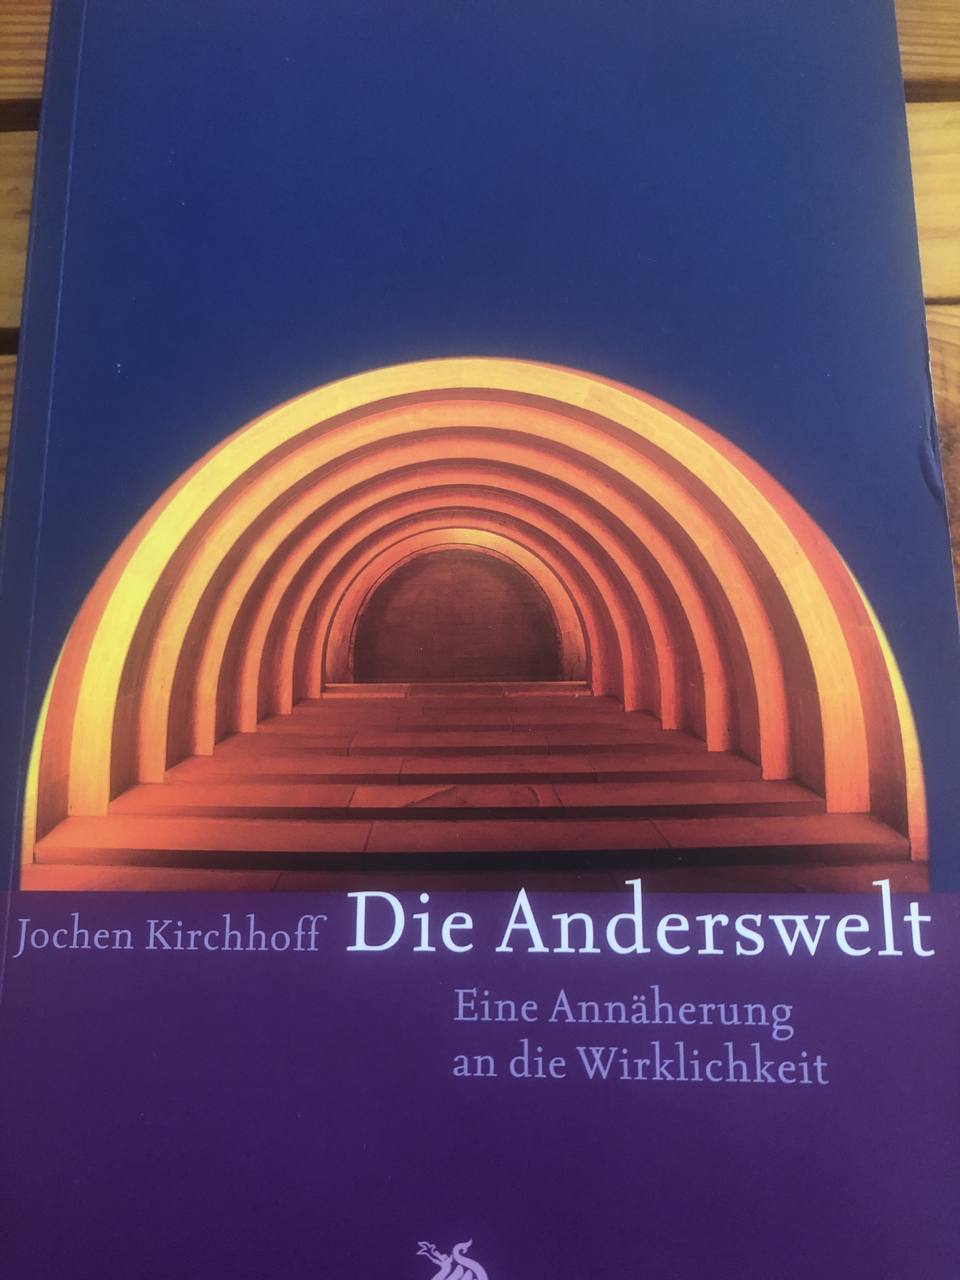 Jochen Kirchhoff Die Anderswelt
Eine Annäherung
an die Wirklichkeit